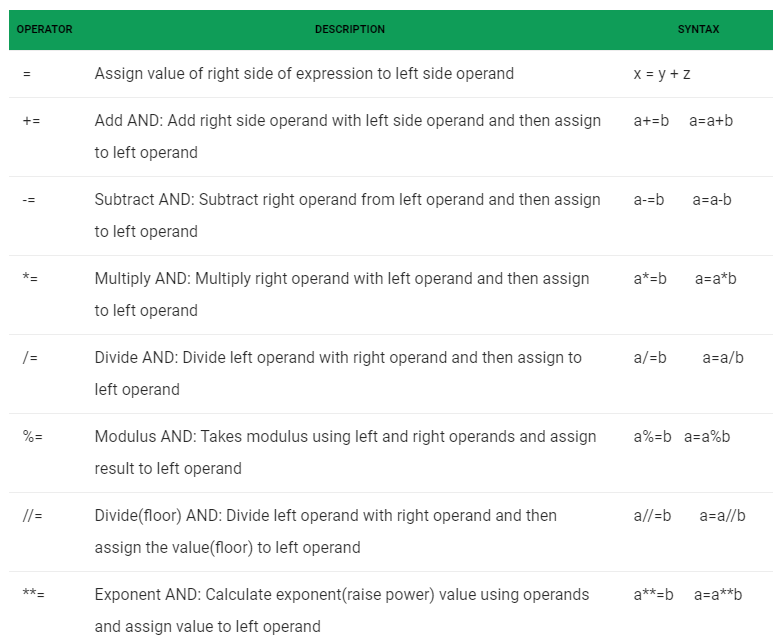 OPERATOR DESCRIPTION SYNTAX
= Assign value of right side of expression to left side operand x = y + z
+= Add AND: Add right side operand with left side operand and then assign a+=b a=a+b
to left operand
-= Subtract AND: Subtract right operand from left operand and then assign a-=b a=a-b
to left operand
*= Multiply AND: Multiply right operand with left operand and then assign a*=b a=a*b
to left operand
/= Divide AND: Divide left operand with right operand and then assign to a/=b a=a/b
left operand
%= Modulus AND: Takes modulus using left and right operands and assign a%=b a=a%b
result to left operand
//= Divide(floor) AND: Divide left operand with right operand and then a//=b a=a//b
assign the value(floor) to left operand
**= Exponent AND: Calculate exponent(raise power) value using operands a**=b a=a**b
and assign value to left operand